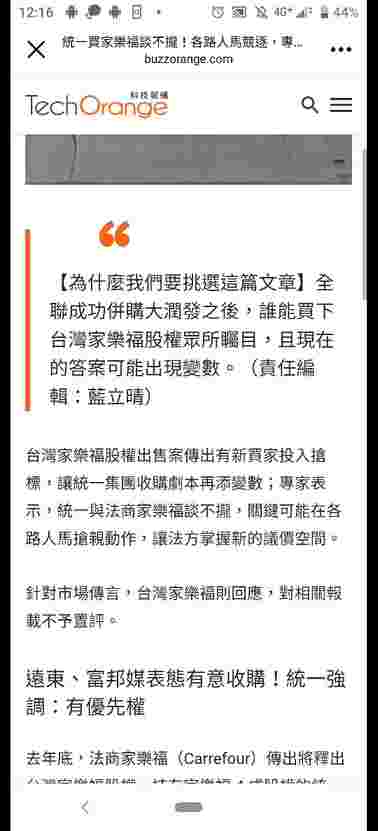 12:16 4G+ 44%
統一買家樂福談不攏！各路人馬競逐，專...
buzzorange.com
科技報橘
TechOrange
【為什麼我們要挑選這篇文章】全
聯成功併購大潤發之後，誰能買下
台灣家樂福股權眾所矚目，且現在
的答案可能出現變數。（責任編
輯：藍立晴）
台灣家樂福股權出售案傳出有新買家投入搶
標，讓統一集團收購劇本再添變數；專家表
示，統一與法商家樂福談不攏，關鍵可能在各
路人馬搶親動作，讓法方掌握新的議價空間。
針對市場傳言，台灣家樂福則回應，對相關報
載不予置評。
遠東、富邦媒表態有意收購！統一強
調：有優先權
去年底，法商家樂福（Carrefour）傳出將釋出